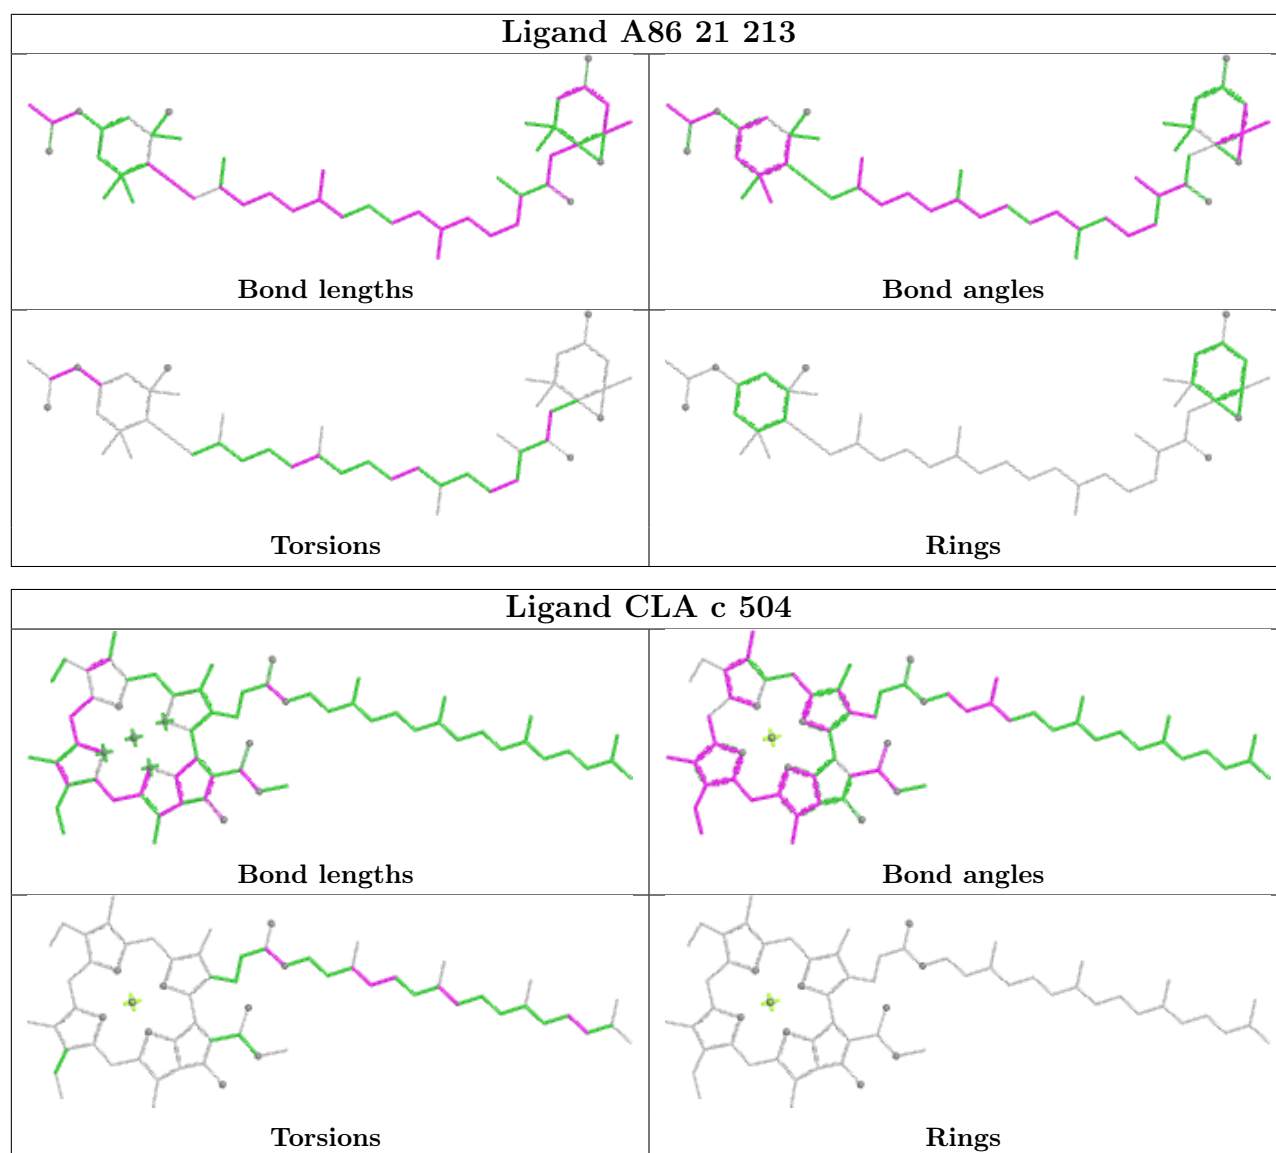 Ligand A86 21 213
Bond lengths
Bond angles
Torsions
Rings
Ligand CLA c 504
Bond lengths
Bond angles
Torsions
Rings